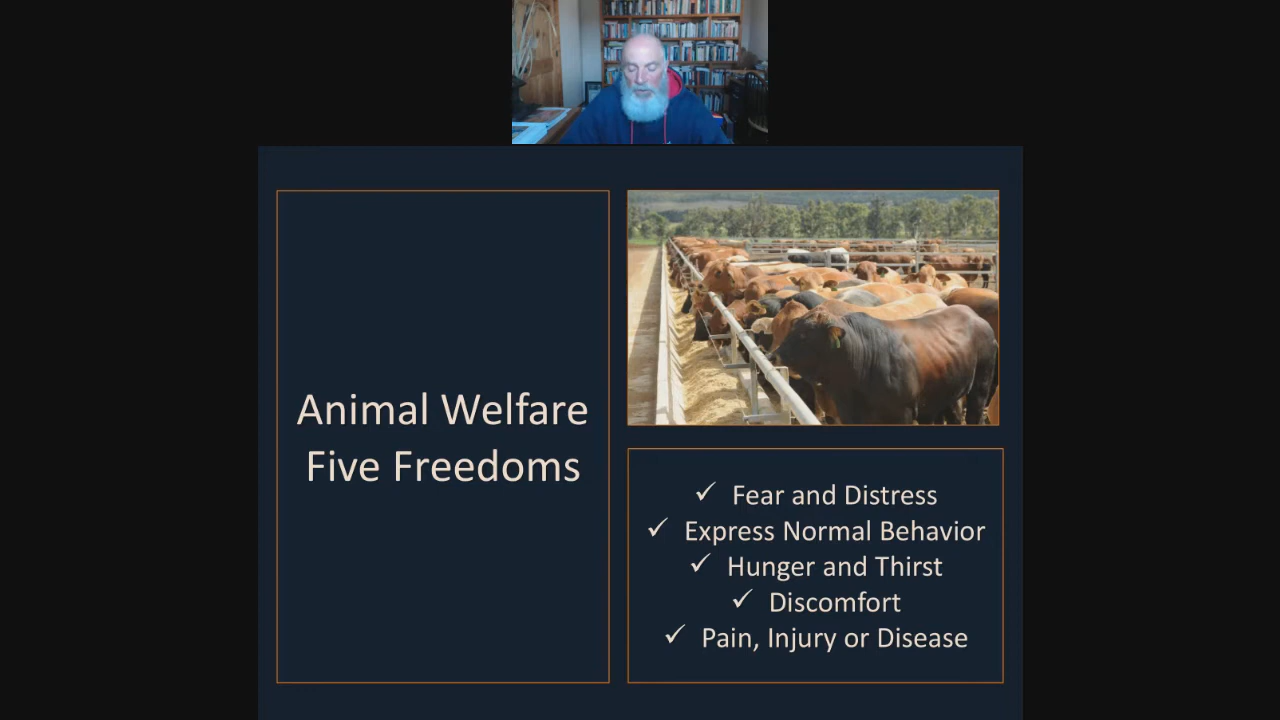 Animal Welfare
Five Freedoms
✓ Fear and Distress
✓ Express Normal Behavior
✓ Hunger and Thirst
✓ Discomfort
✓ Pain, Injury or Disease